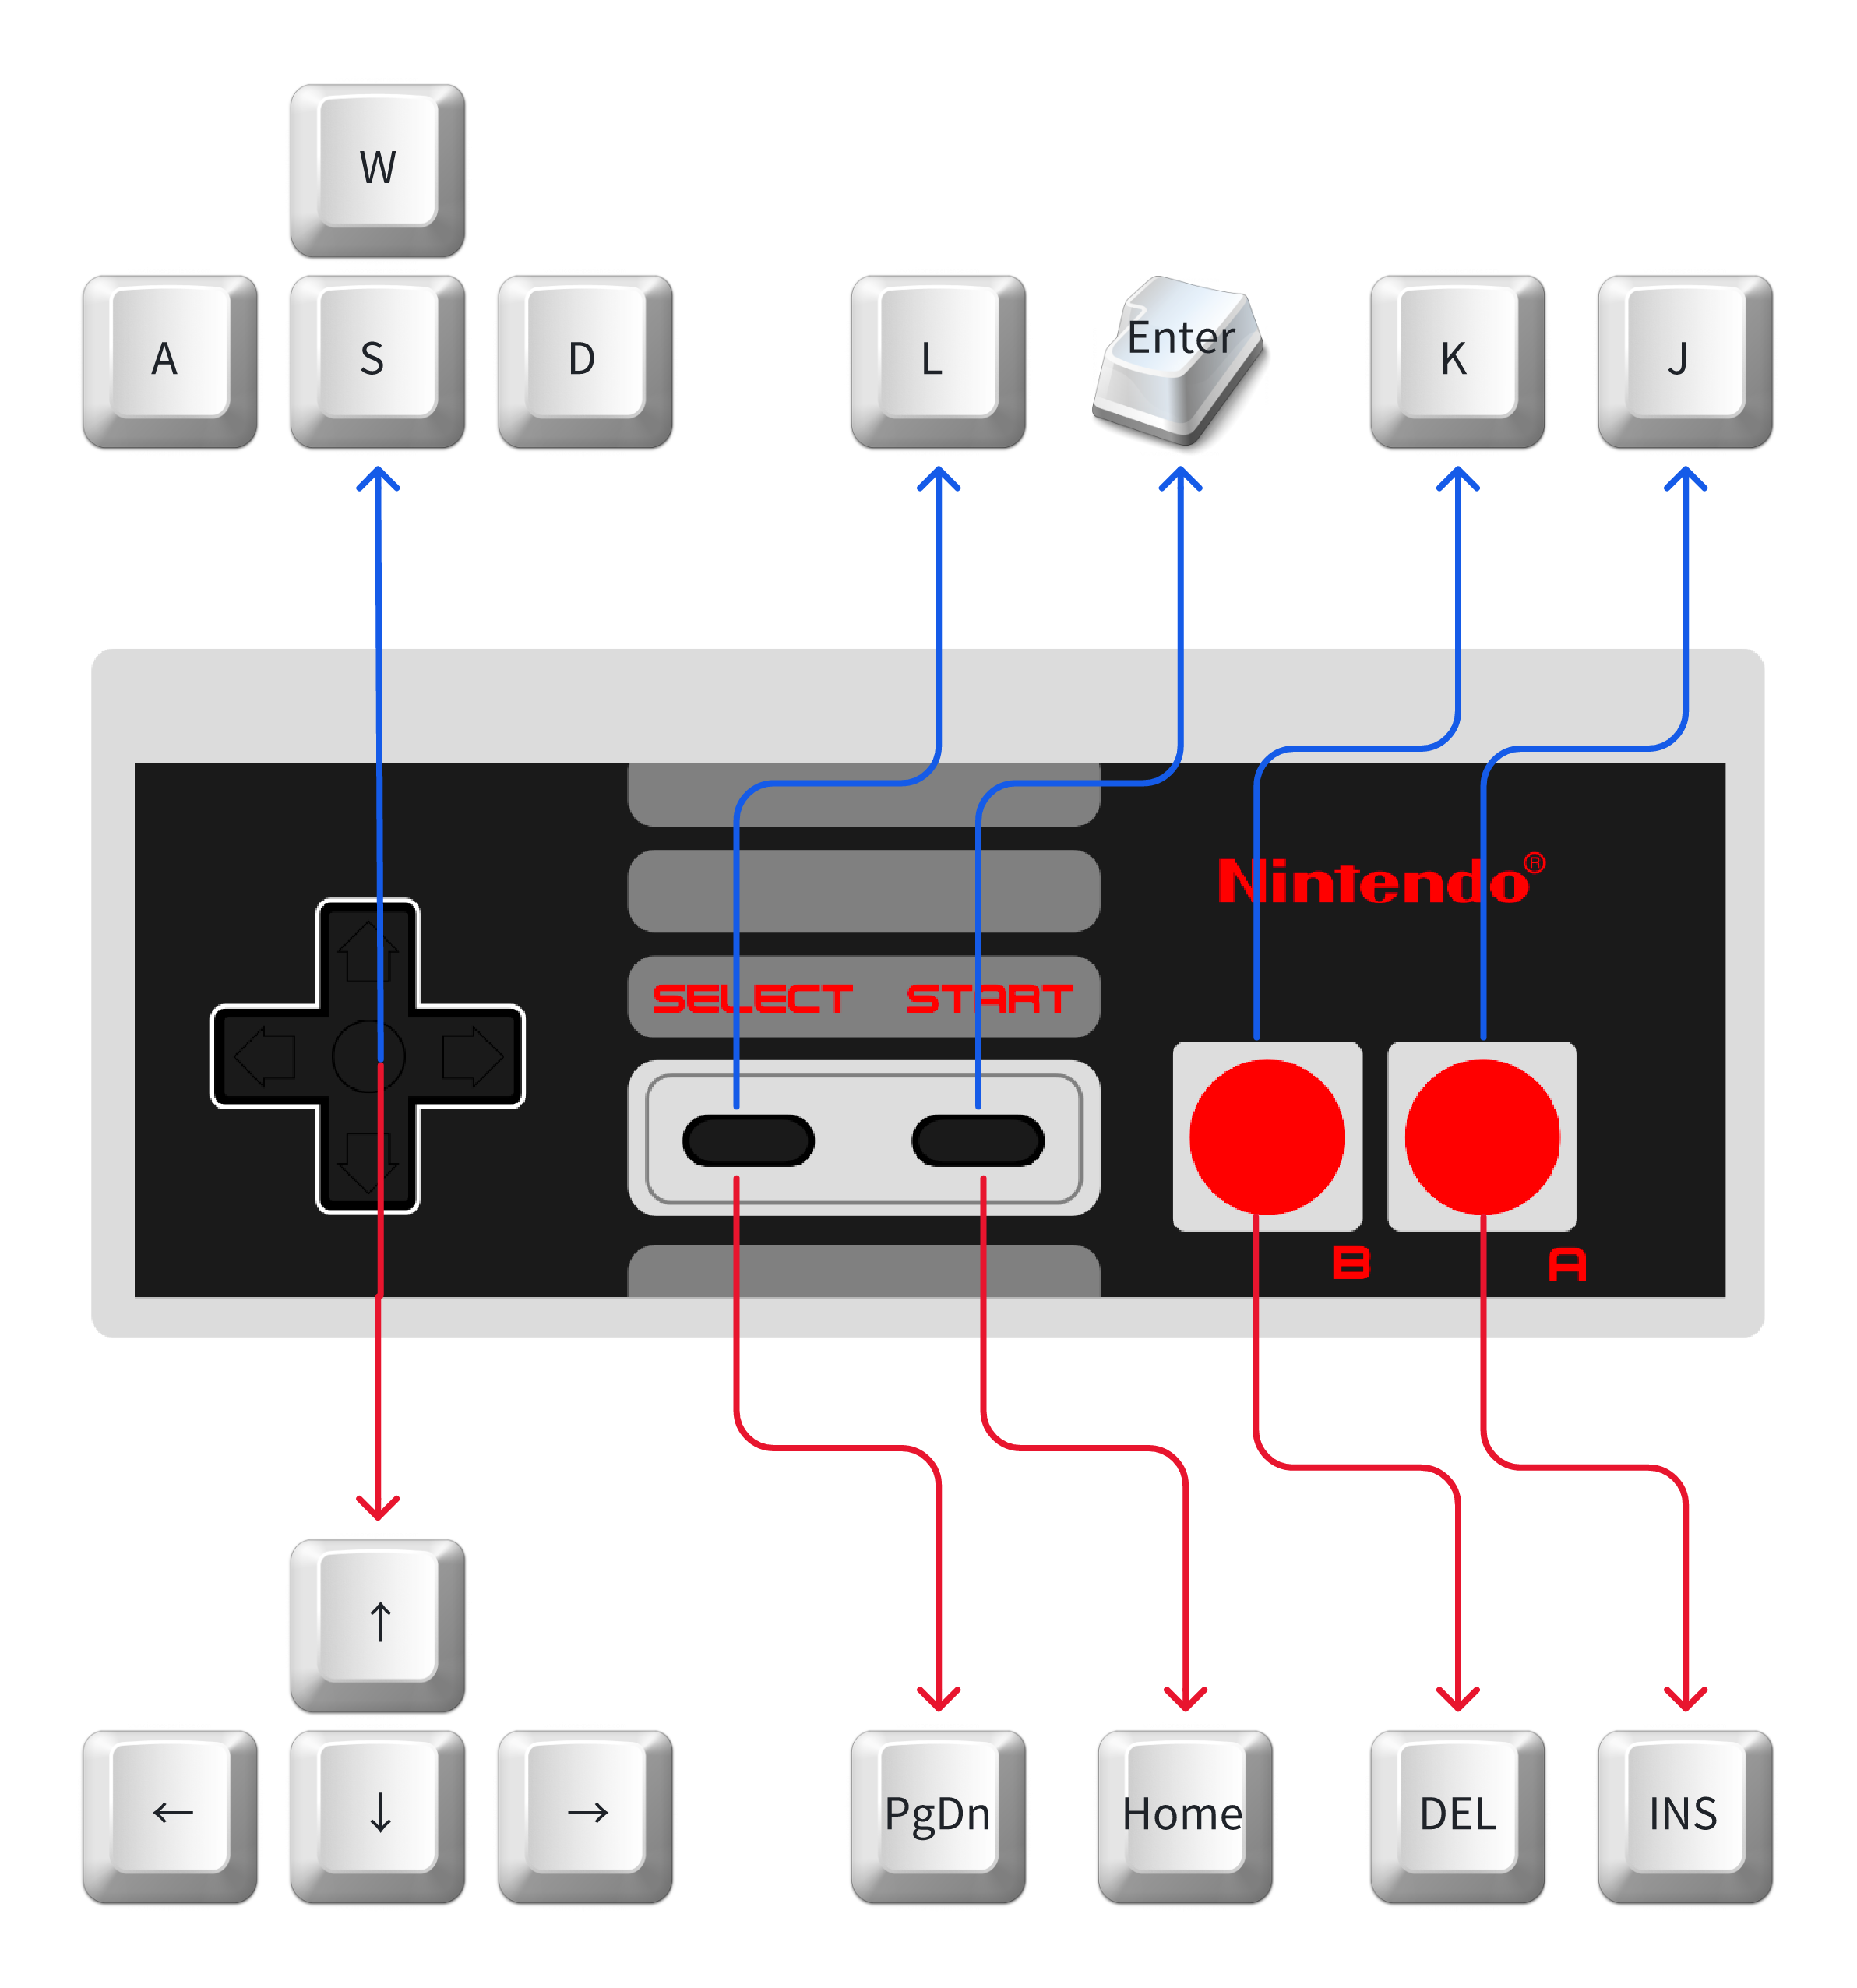 W
A S D L Enter K J
Nintendo®
SELECT START
B A
↑
← ↓ → PgDn Home DEL INS